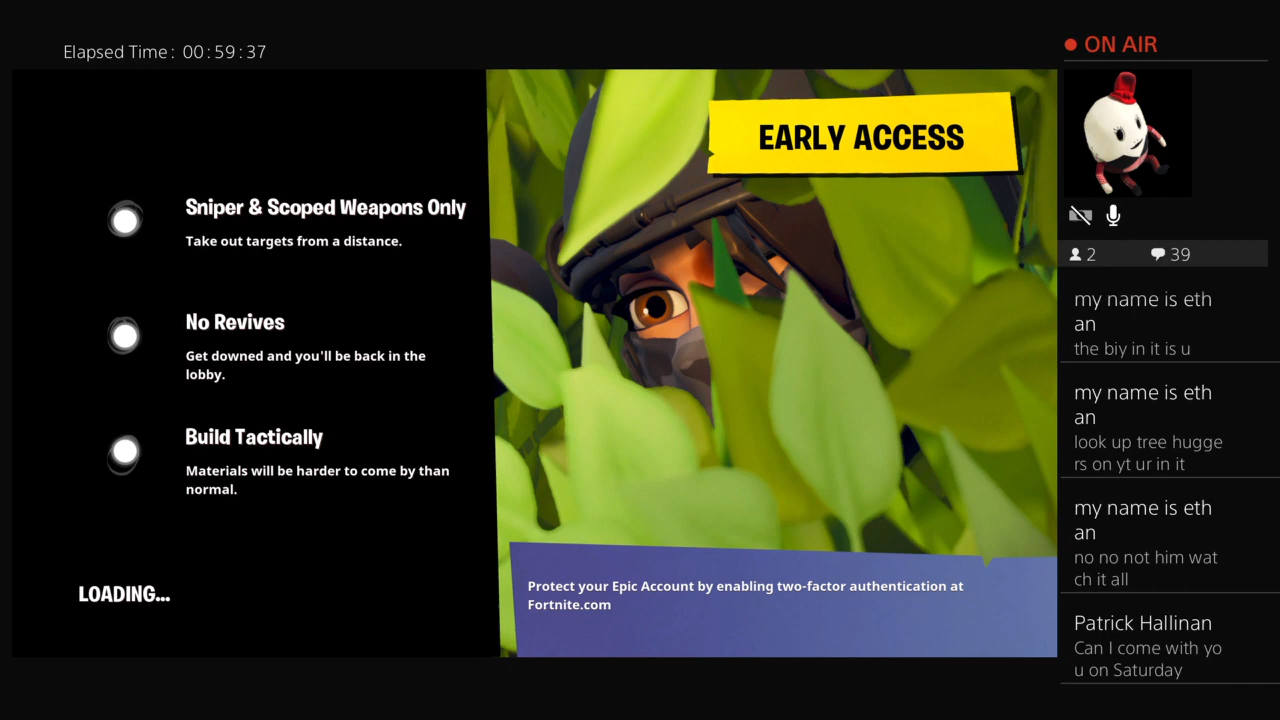 Elapsed Time: 00:59:37
ON AIR
EARLY ACCESS
Sniper & Scoped Weapons Only
Take out targets from a distance.
No Revives
Get downed and you'll be back in the
lobby.
Build Tactically
Materials will be harder to come by than
normal.
LOADING...
Protect your Epic Account by enabling two-factor authentication at
Fortnite.com
2
39
my name is eth
an
the biy in it is u
my name is eth
an
look up tree hugge
rs on yt ur in it
my name is eth
an
no no not him wat
ch it all
Patrick Hallinan
Can I come with yo
u on Saturday